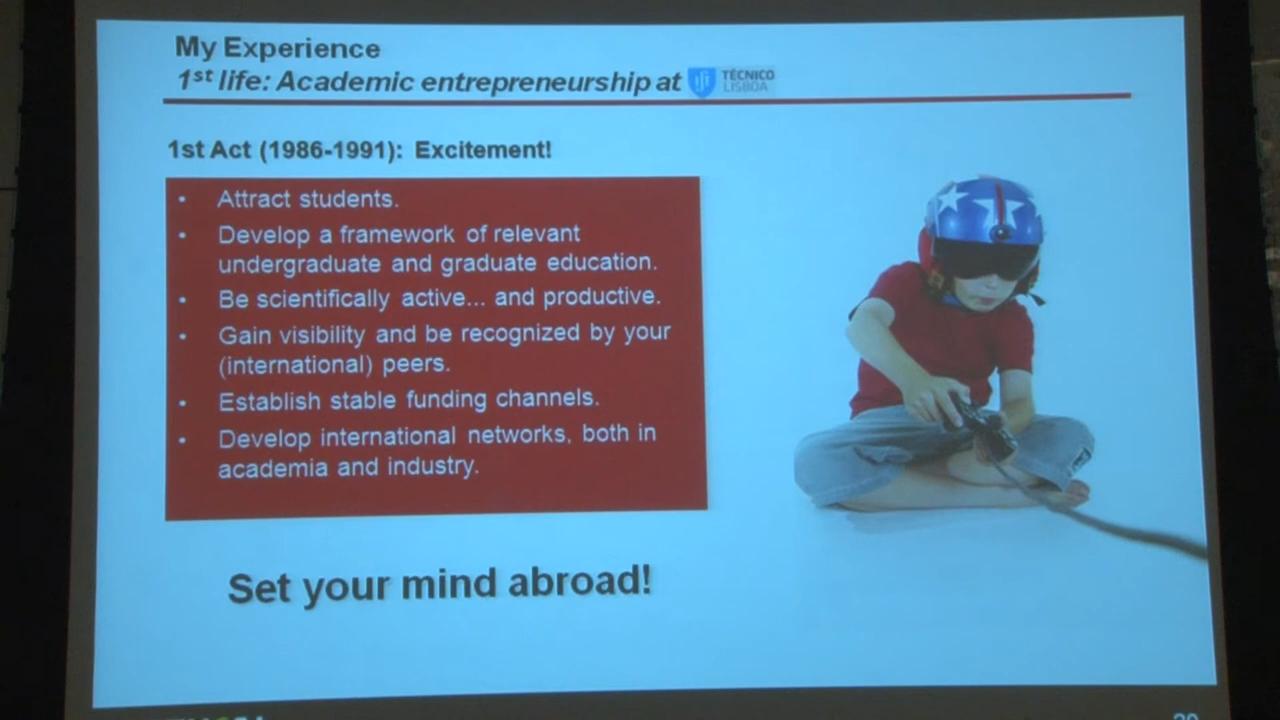 My Experience
1st life: Academic entrepreneurship at TÉCNICO
LISBOA
1st Act (1986-1991): Excitement!
• Attract students.
• Develop a framework of relevant
undergraduate and graduate education.
• Be scientifically active... and productive.
• Gain visibility and be recognized by your
(international) peers.
• Establish stable funding channels.
• Develop international networks, both in
academia and industry.
Set your mind abroad!